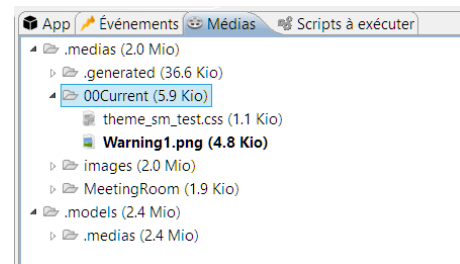 App Événements Médias Scripts à exécuter
.medias (2.0 Mio)
.generated (36.6 Kio)
00Current (5.9 Kio)
theme_sm_test.css (1.1 Kio)
Warning1.png (4.8 Kio)
images (2.0 Mio)
MeetingRoom (1.9 Kio)
.models (2.4 Mio)
.medias (2.4 Mio)